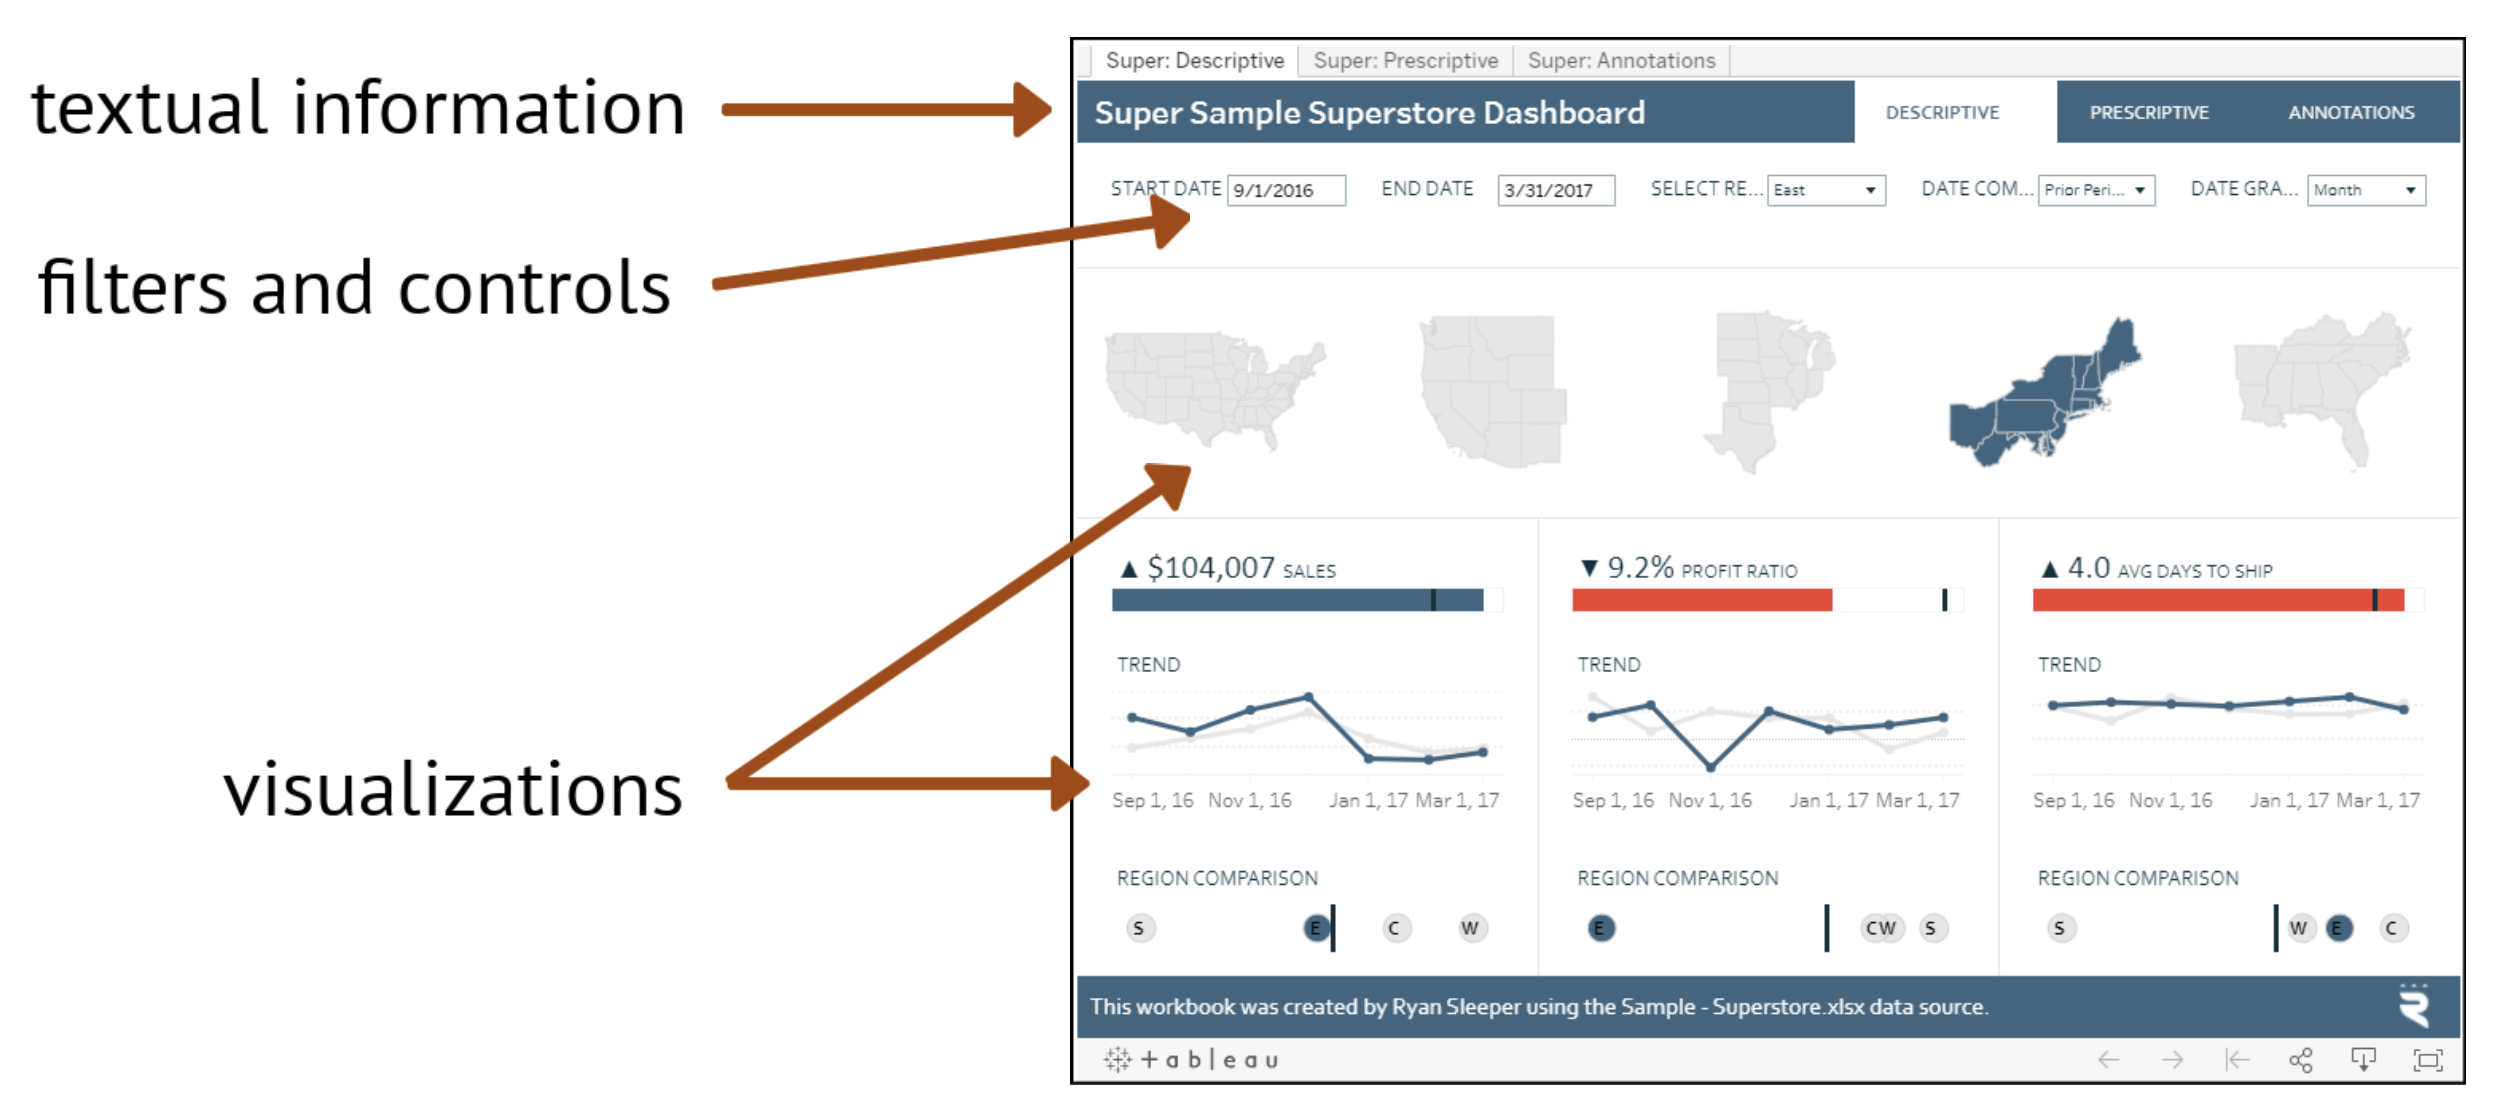 textual information
filters and controls
visualizations
Super: Descriptive Super: Prescriptive Super: Annotations
Super Sample Superstore Dashboard DESCRIPTIVE PRESCRIPTIVE ANNOTATIONS
START DATE 9/1/2016 END DATE 3/31/2017 SELECT RE... East DATE COM... Prior Peri... DATE GRA... Month
▲ $104,007 SALES ▼ 9.2% PROFIT RATIO ▲ 4.0 AVG DAYS TO SHIP
TREND TREND TREND
Sep 1, 16 Nov 1, 16 Jan 1, 17 Mar 1, 17 Sep 1, 16 Nov 1, 16 Jan 1, 17 Mar 1, 17 Sep 1, 16 Nov 1, 16 Jan 1, 17 Mar 1, 17
REGION COMPARISON REGION COMPARISON REGION COMPARISON
S E C W E C W S S W E C
This workbook was created by Ryan Sleeper using the Sample - Superstore.xlsx data source.
+ a b | e a u